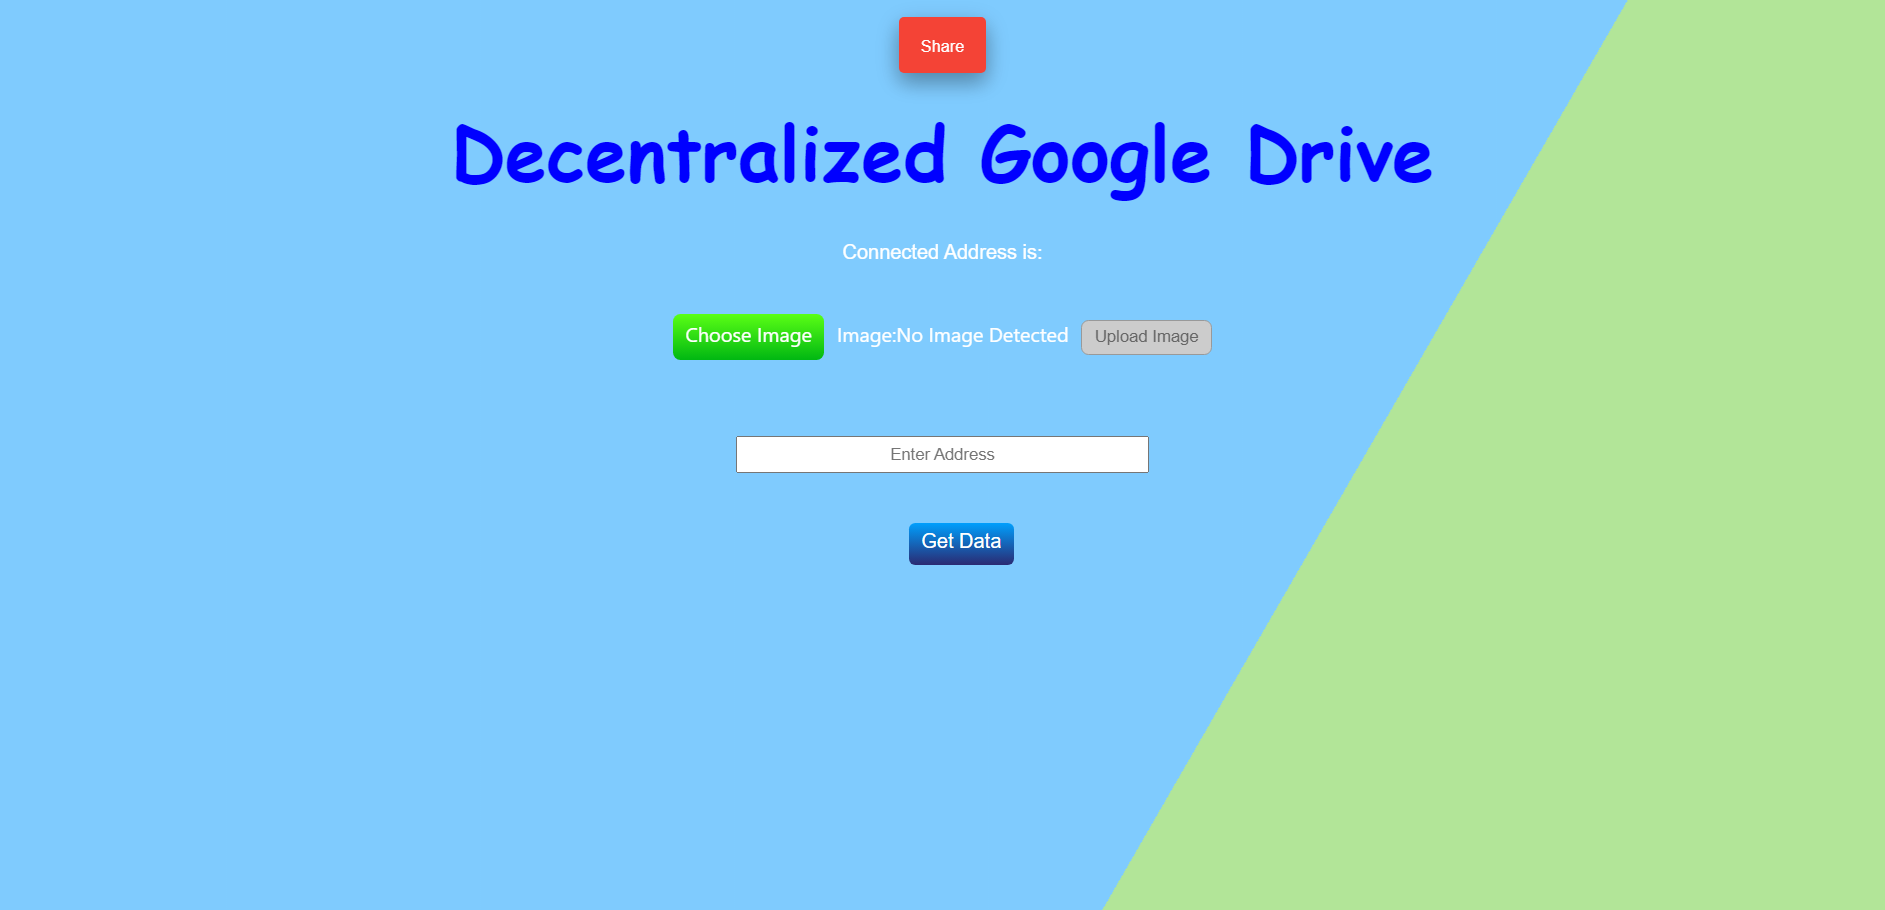 Share
Decentralized Google Drive
Connected Address is:
Choose Image Image:No Image Detected Upload Image
Enter Address
Get Data